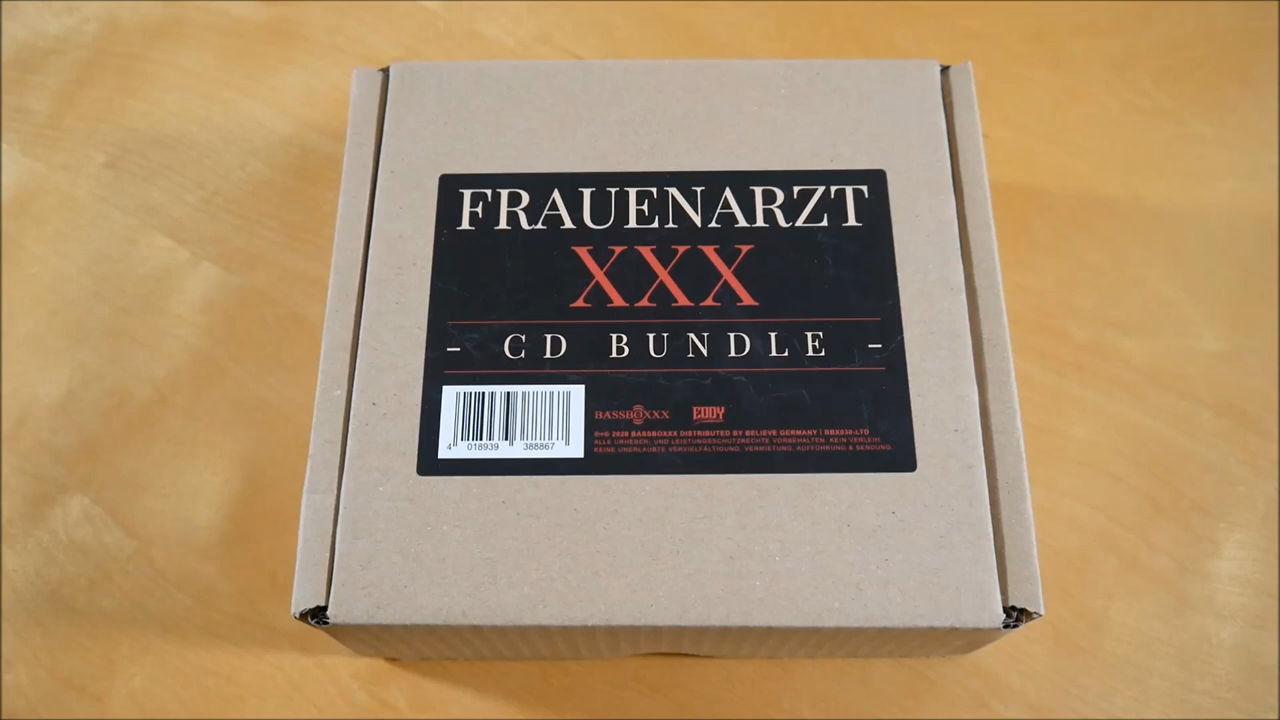 FRAUENARZT
XXX
- CD BUNDLE -
BASSBOXXX EDDY
℗+© 2020 BASSBOXXX DISTRIBUTED BY BELIEVE GERMANY | BBX030-LTD
ALLE URHEBER- UND LEISTUNGSSCHUTZRECHTE VORBEHALTEN. KEIN VERLEIH.
KEINE UNERLAUBTE VERVIELFÄLTIGUNG, VERMIETUNG, AUFFÜHRUNG & SENDUNG.
4 018939 388867